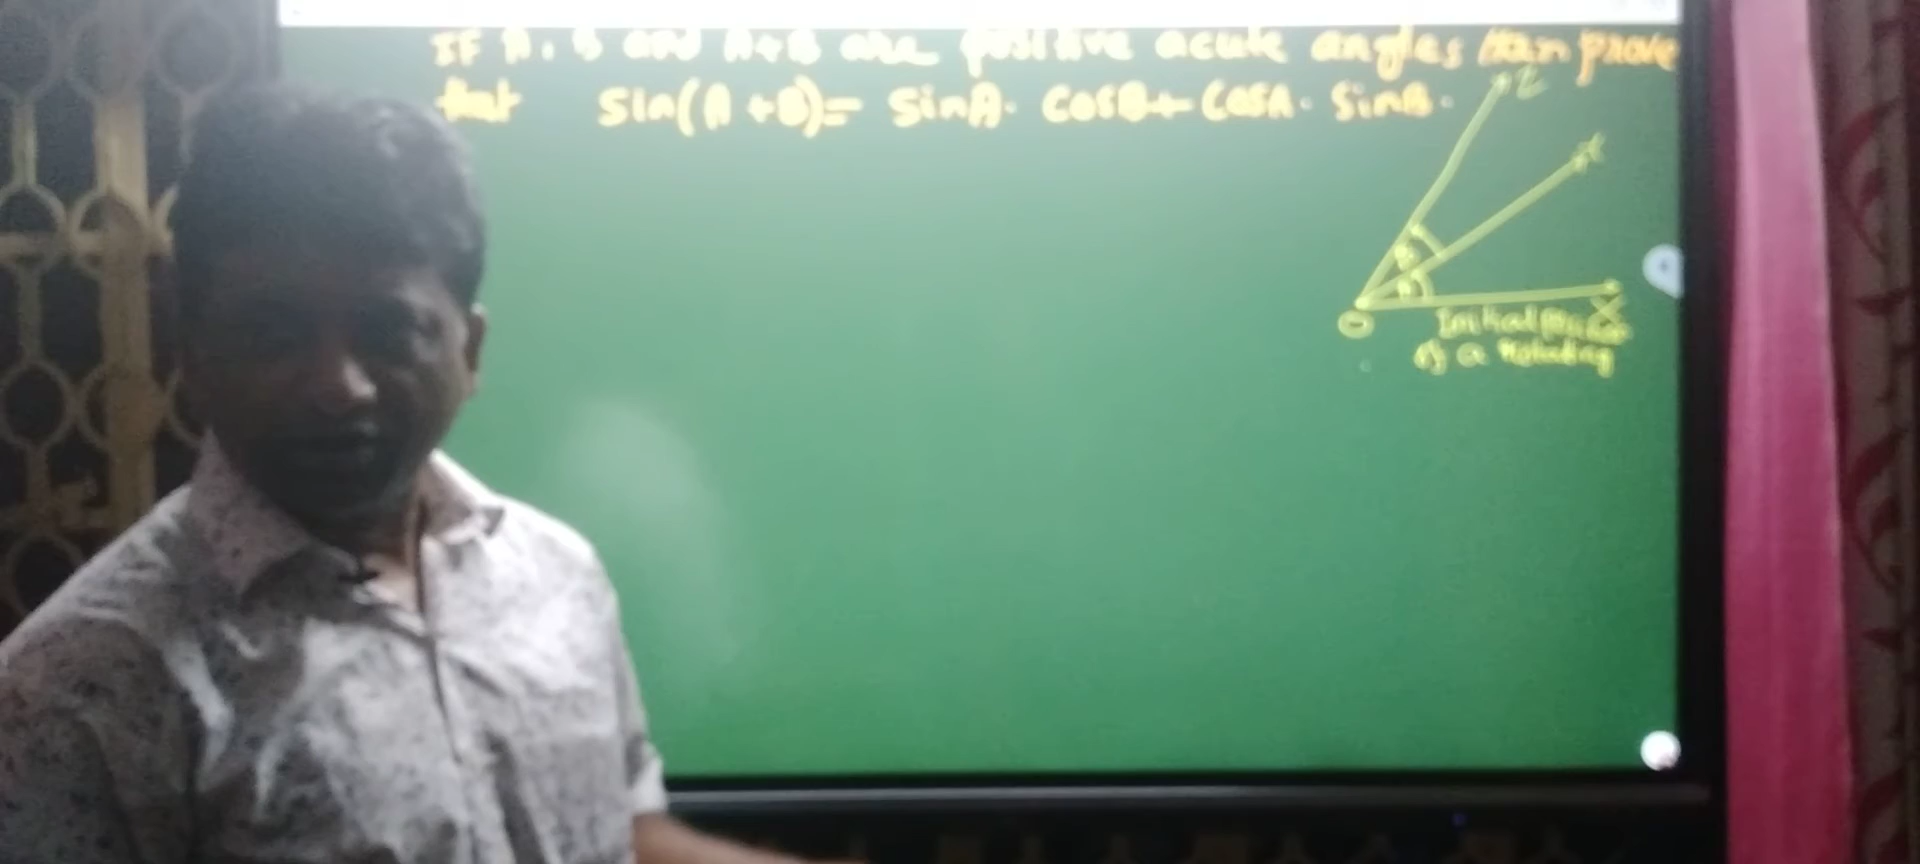 If A, B and A+B are positive acute angles then prove
that sin(A + B) = sinA. CosB + CosA. SinB.
Z
X
O
Initial Position
of a Rotating